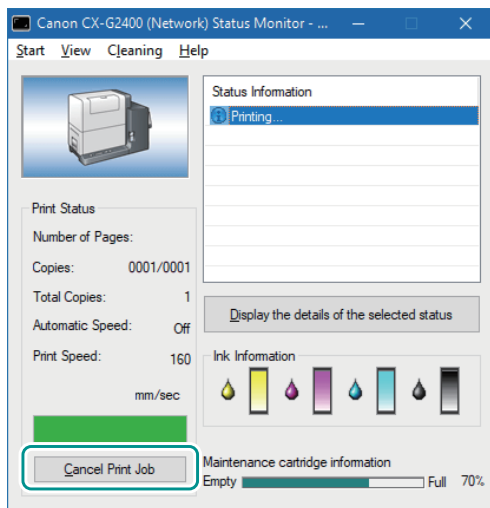 Canon CX-G2400 (Network) Status Monitor - ...
Start View Cleaning Help
Status Information
Printing...
Print Status
Number of Pages:
Copies: 0001/0001
Total Copies: 1
Automatic Speed: Off
Print Speed: 160
mm/sec
Cancel Print Job
Display the details of the selected status
Ink Information
Maintenance cartridge information
Empty Full 70%